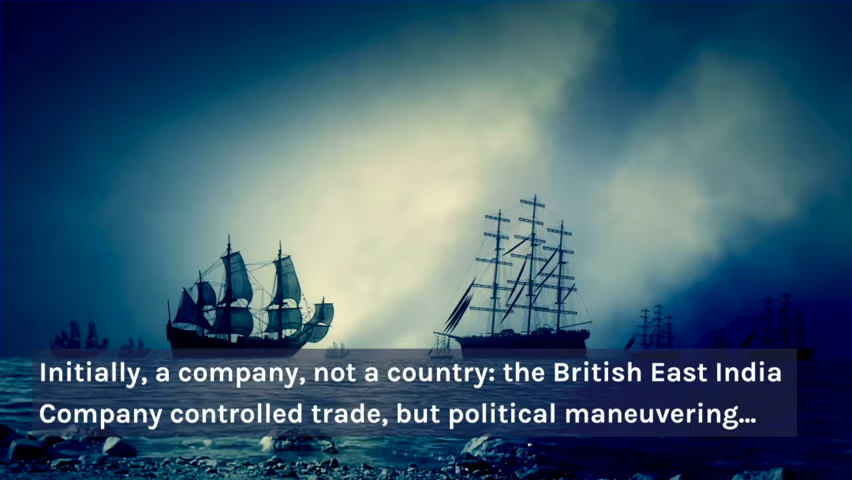 Initially, a company, not a country: the British East India
Company controlled trade, but political maneuvering...